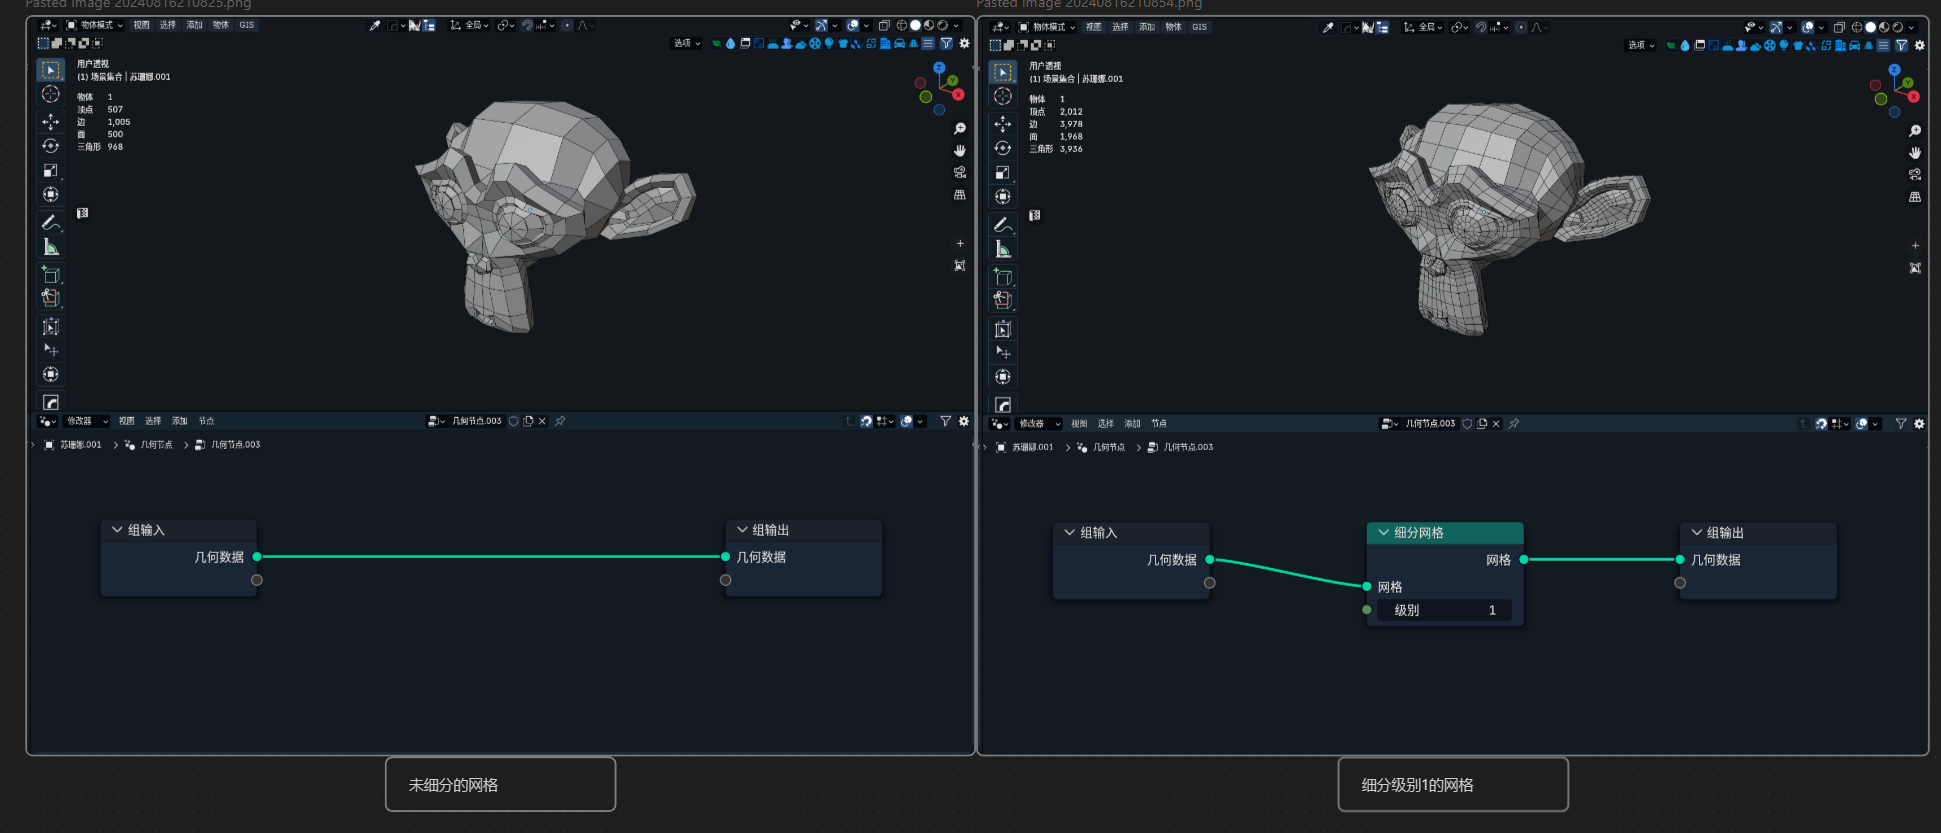 Pasted image 20240816210825.png
物体模式 视图 选择 添加 物体 GIS
全局
选项
用户透视
(1) 场景集合 | 苏珊娜.001
物体 1
顶点 507
边 1,005
面 500
三角形 968
Z
Y
X
修改器 视图 选择 添加 节点
几何节点.003
苏珊娜.001 几何节点 几何节点.003
组输入
几何数据
组输出
几何数据
未细分的网格
Pasted image 20240816210854.png
物体模式 视图 选择 添加 物体 GIS
全局
选项
用户透视
(1) 场景集合 | 苏珊娜.001
物体 1
顶点 2,012
边 3,978
面 1,968
三角形 3,936
Z
Y
X
修改器 视图 选择 添加 节点
几何节点.003
苏珊娜.001 几何节点 几何节点.003
组输入
几何数据
细分网格
网格
网格
级别 1
组输出
几何数据
细分级别1的网格